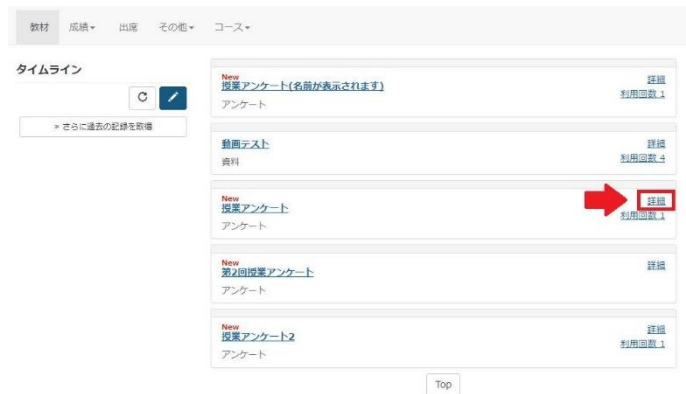 教材 成績▾ 出席 その他▾ コース▾
タイムライン
» さらに過去の記録を取得
New
授業アンケート(名前が表示されます) 詳細
利用回数 1
アンケート
動画テスト 詳細
資料 利用回数 4
New
授業アンケート 詳細
利用回数 1
アンケート
New
第2回授業アンケート 詳細
アンケート
New
授業アンケート2 詳細
利用回数 1
アンケート
Top